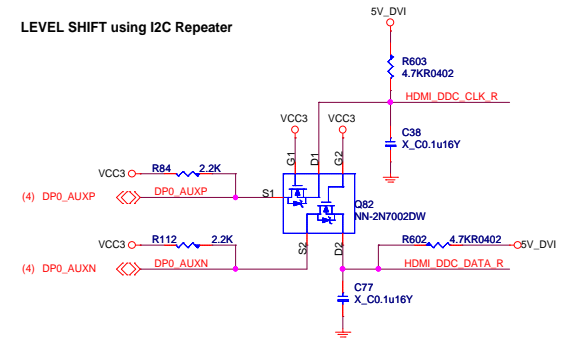 5V_DVI
LEVEL SHIFT using I2C Repeater
R603
4.7KR0402
HDMI_DDC_CLK_R
VCC3 VCC3
C38
X_C0.1u16Y
G1 D1 G2
VCC3 R84 2.2K
(4) DP0_AUXP DP0_AUXP S1
Q82
NN-2N7002DW
S2 D2
VCC3 R112 2.2K R602 4.7KR0402 5V_DVI
(4) DP0_AUXN DP0_AUXN HDMI_DDC_DATA_R
C77
X_C0.1u16Y